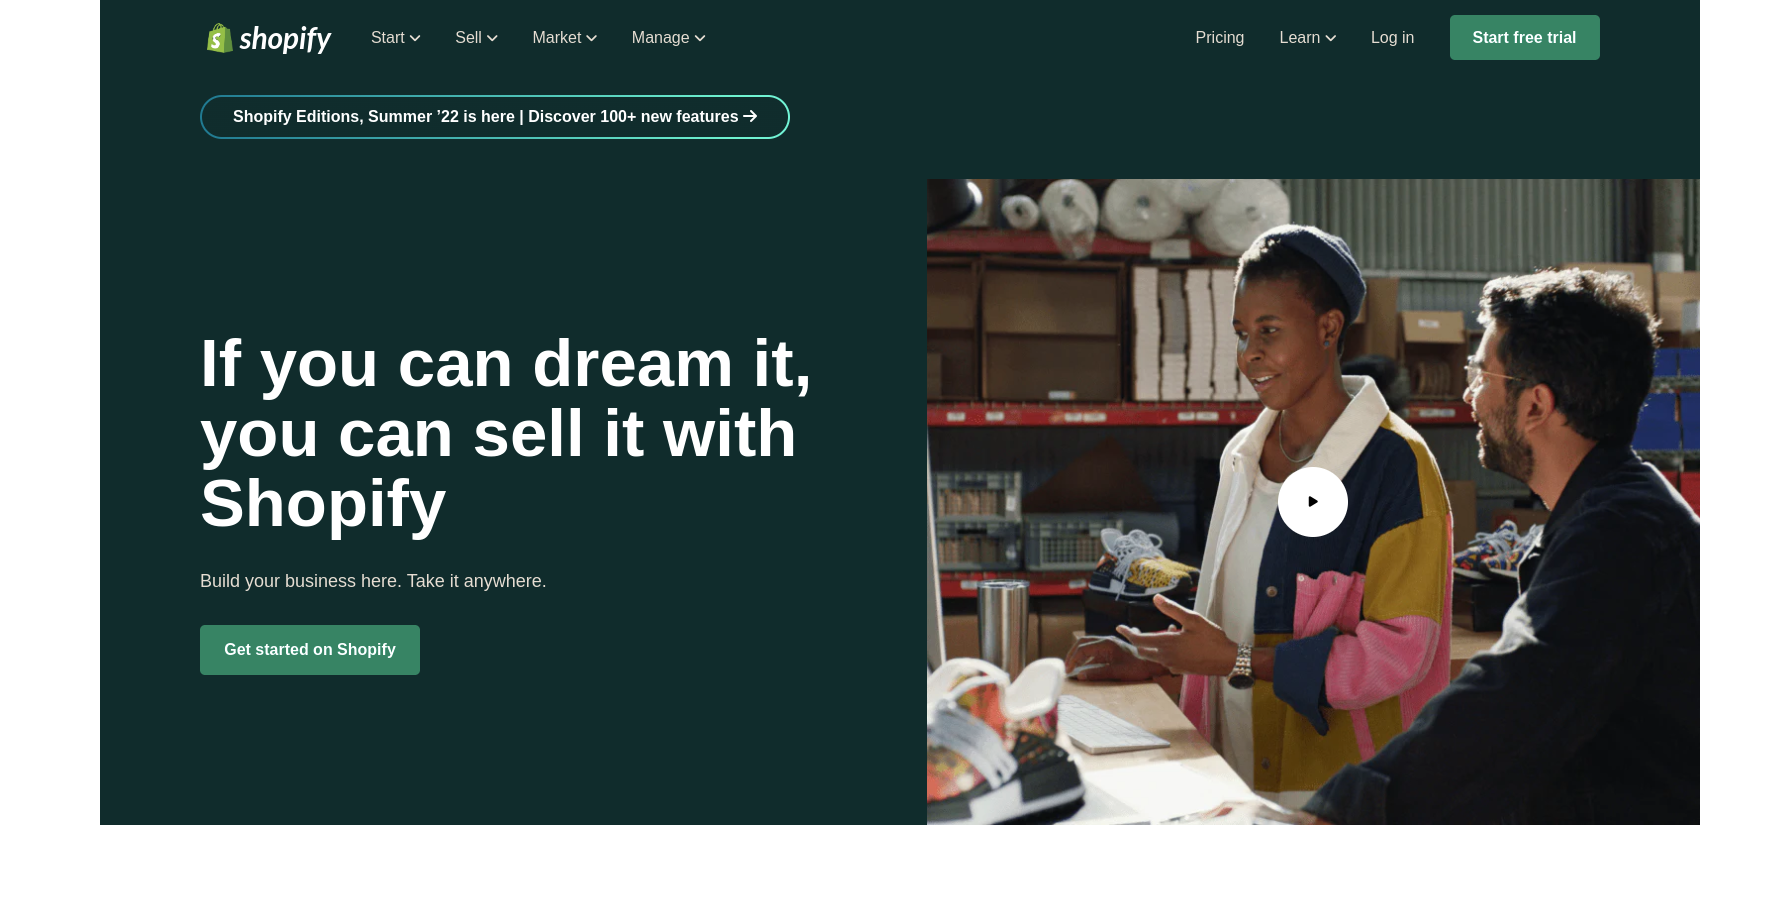 shopify Start Sell Market Manage Pricing Learn Log in Start free trial
Shopify Editions, Summer ’22 is here | Discover 100+ new features →
If you can dream it,
you can sell it with
Shopify
Build your business here. Take it anywhere.
Get started on Shopify